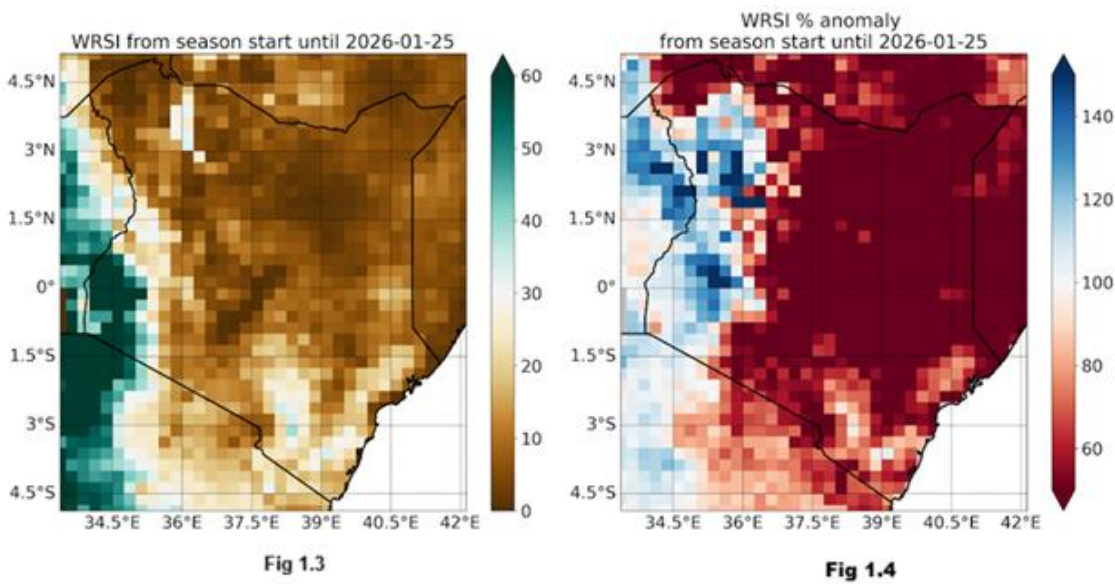 WRSI from season start until 2026-01-25
4.5°N
3°N
1.5°N
0°
1.5°S
3°S
4.5°S
34.5°E 36°E 37.5°E 39°E 40.5°E 42°E
60
50
40
30
20
10
0
Fig 1.3
WRSI % anomaly
from season start until 2026-01-25
4.5°N
3°N
1.5°N
0°
1.5°S
3°S
4.5°S
34.5°E 36°E 37.5°E 39°E 40.5°E 42°E
140
120
100
80
60
Fig 1.4